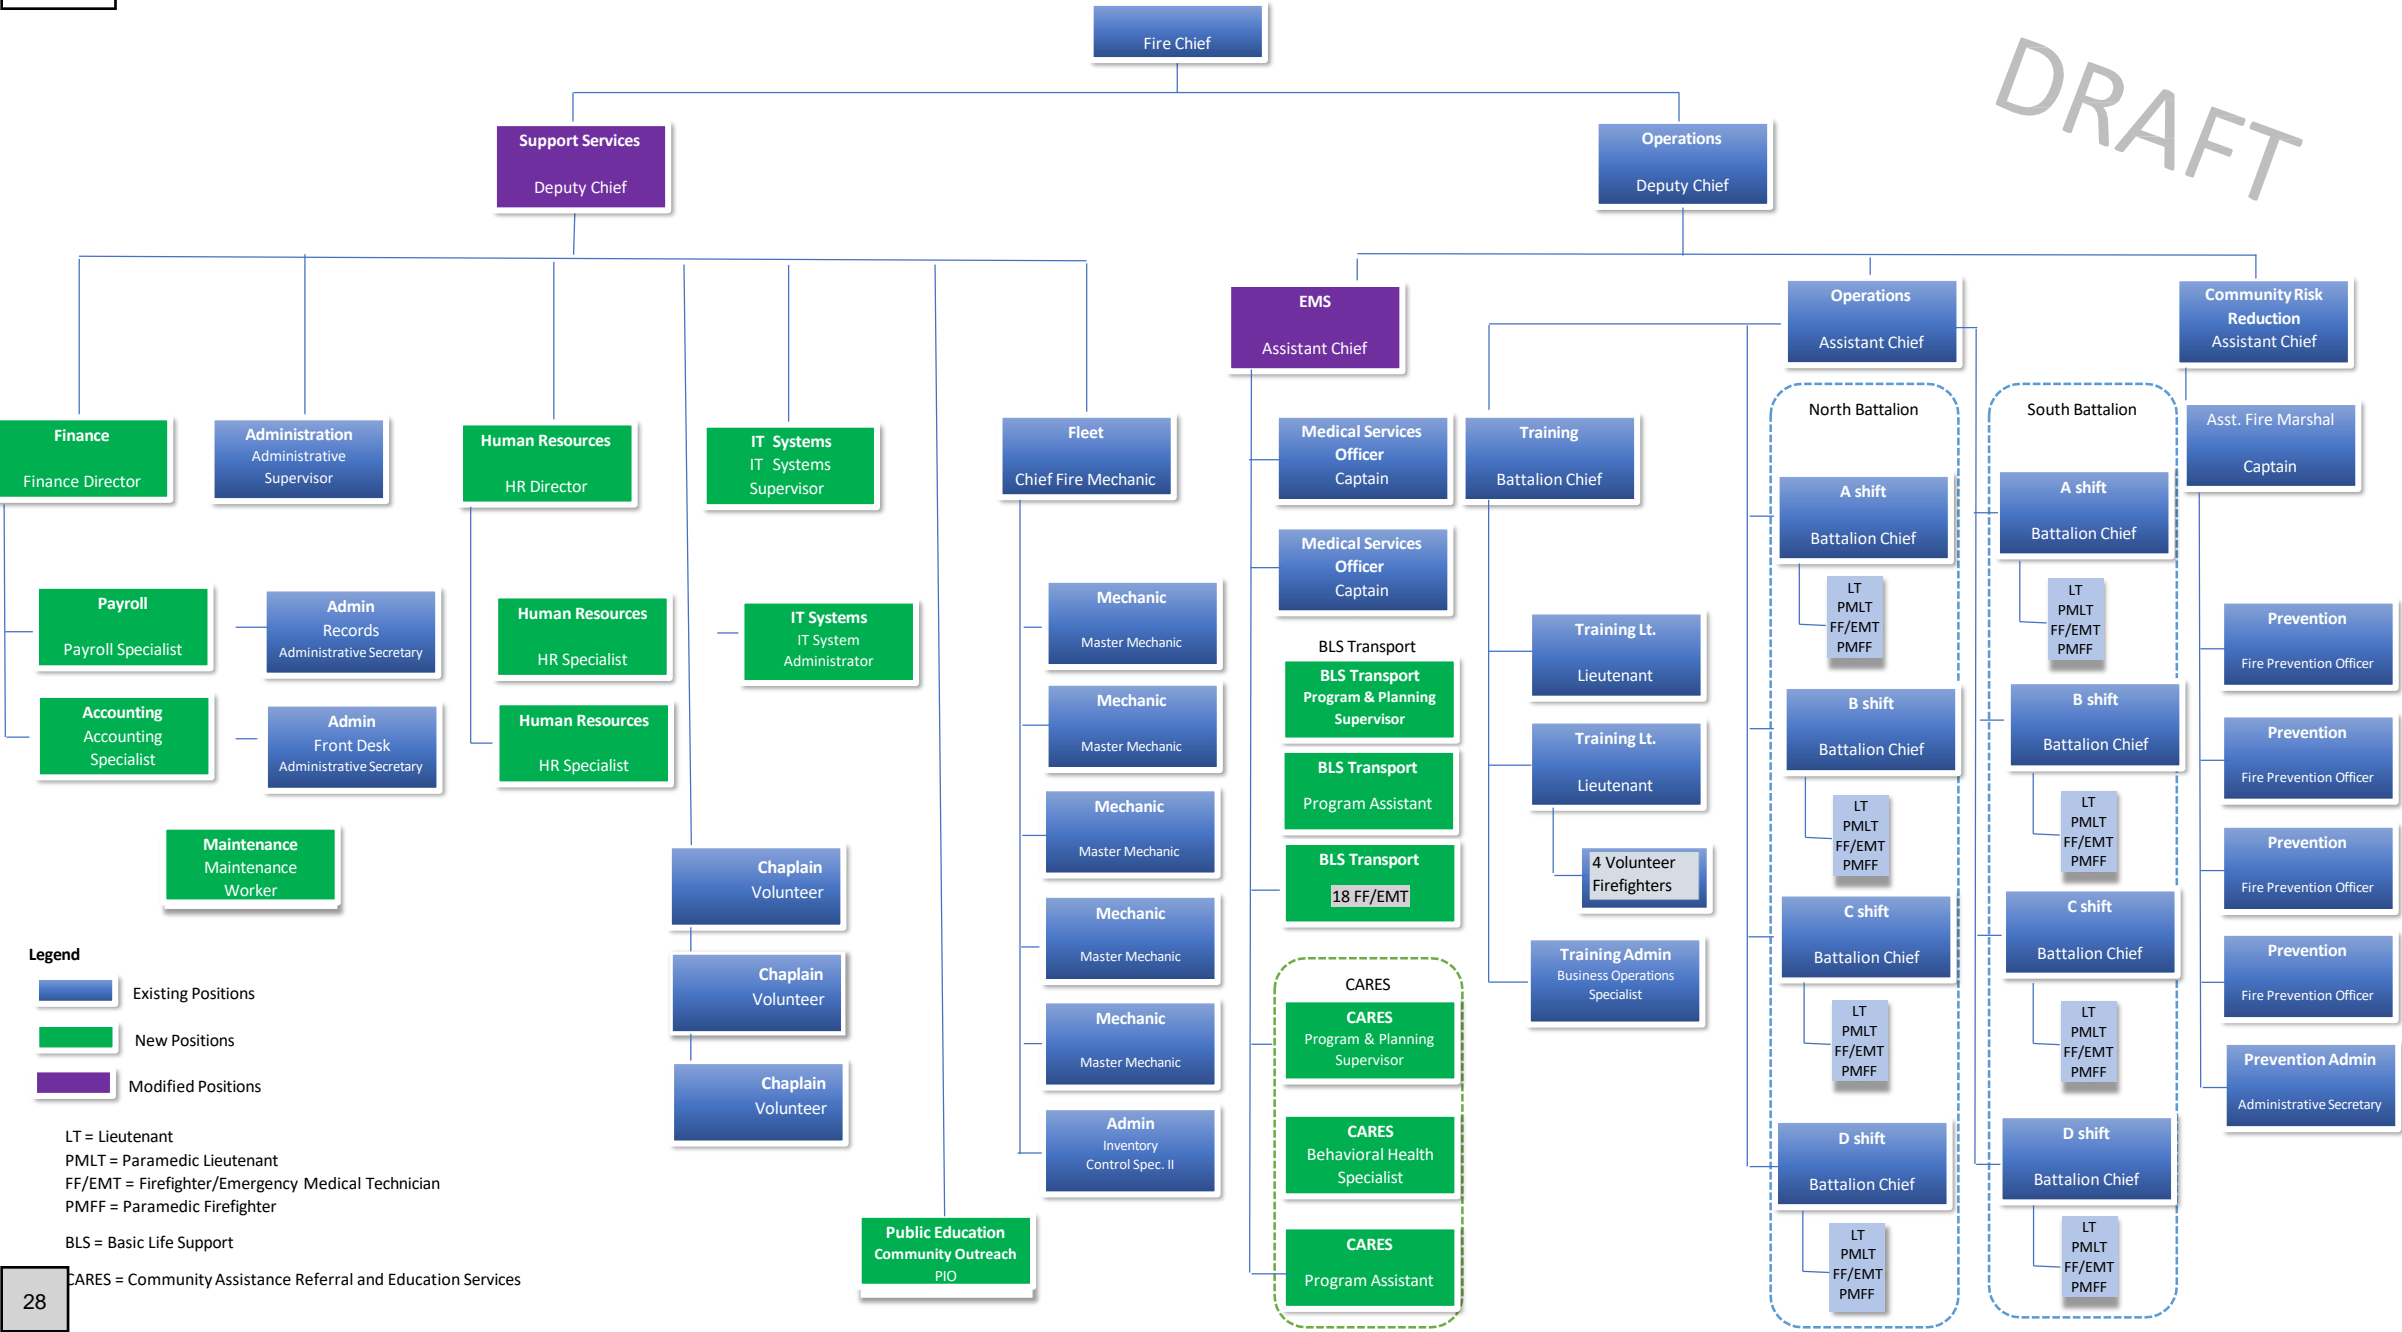 Fire Chief
DRAFT
Support Services
Deputy Chief
Operations
Deputy Chief
EMS
Assistant Chief
Operations
Assistant Chief
Community Risk
Reduction
Assistant Chief
Finance
Finance Director
Administration
Administrative
Supervisor
Human Resources
HR Director
IT Systems
IT Systems
Supervisor
Fleet
Chief Fire Mechanic
Medical Services
Officer
Captain
Training
Battalion Chief
North Battalion
South Battalion
Asst. Fire Marshal
Captain
Payroll
Payroll Specialist
Accounting
Accounting
Specialist
Admin
Records
Administrative Secretary
Admin
Front Desk
Administrative Secretary
Maintenance
Maintenance
Worker
Human Resources
HR Specialist
Human Resources
HR Specialist
IT Systems
IT System
Administrator
Chaplain
Volunteer
Chaplain
Volunteer
Chaplain
Volunteer
Public Education
Community Outreach
PIO
Mechanic
Master Mechanic
Mechanic
Master Mechanic
Mechanic
Master Mechanic
Mechanic
Master Mechanic
Mechanic
Master Mechanic
Admin
Inventory
Control Spec. II
Medical Services
Officer
Captain
BLS Transport
BLS Transport
Program & Planning
Supervisor
BLS Transport
Program Assistant
BLS Transport
18 FF/EMT
CARES
CARES
Program & Planning
Supervisor
CARES
Behavioral Health
Specialist
CARES
Program Assistant
Training Lt.
Lieutenant
Training Lt.
Lieutenant
4 Volunteer
Firefighters
Training Admin
Business Operations
Specialist
A shift
Battalion Chief
LT
PMLT
FF/EMT
PMFF
B shift
Battalion Chief
LT
PMLT
FF/EMT
PMFF
C shift
Battalion Chief
LT
PMLT
FF/EMT
PMFF
D shift
Battalion Chief
LT
PMLT
FF/EMT
PMFF
A shift
Battalion Chief
LT
PMLT
FF/EMT
PMFF
B shift
Battalion Chief
LT
PMLT
FF/EMT
PMFF
C shift
Battalion Chief
LT
PMLT
FF/EMT
PMFF
D shift
Battalion Chief
LT
PMLT
FF/EMT
PMFF
Prevention
Fire Prevention Officer
Prevention
Fire Prevention Officer
Prevention
Fire Prevention Officer
Prevention
Fire Prevention Officer
Prevention Admin
Administrative Secretary
Legend
Existing Positions
New Positions
Modified Positions
LT = Lieutenant
PMLT = Paramedic Lieutenant
FF/EMT = Firefighter/Emergency Medical Technician
PMFF = Paramedic Firefighter
BLS = Basic Life Support
CARES = Community Assistance Referral and Education Services
28